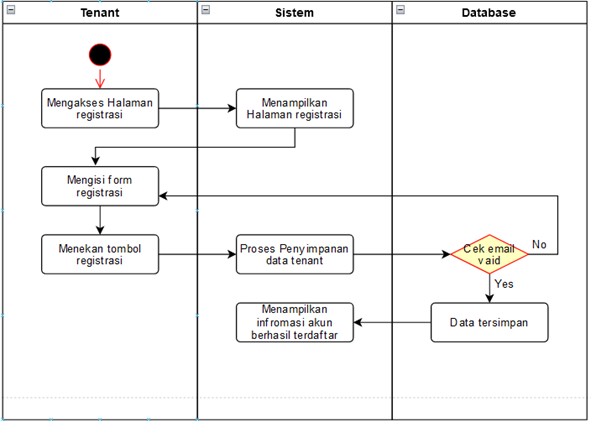 Tenant
Sistem
Database
Mengakses Halaman
registrasi
Menampilkan
Halaman registrasi
Mengisi form
registrasi
Menekan tombol
registrasi
Proses Penyimpanan
data tenant
Cek email
vaid
No
Yes
Menampilkan
infromasi akun
berhasil terdaftar
Data tersimpan